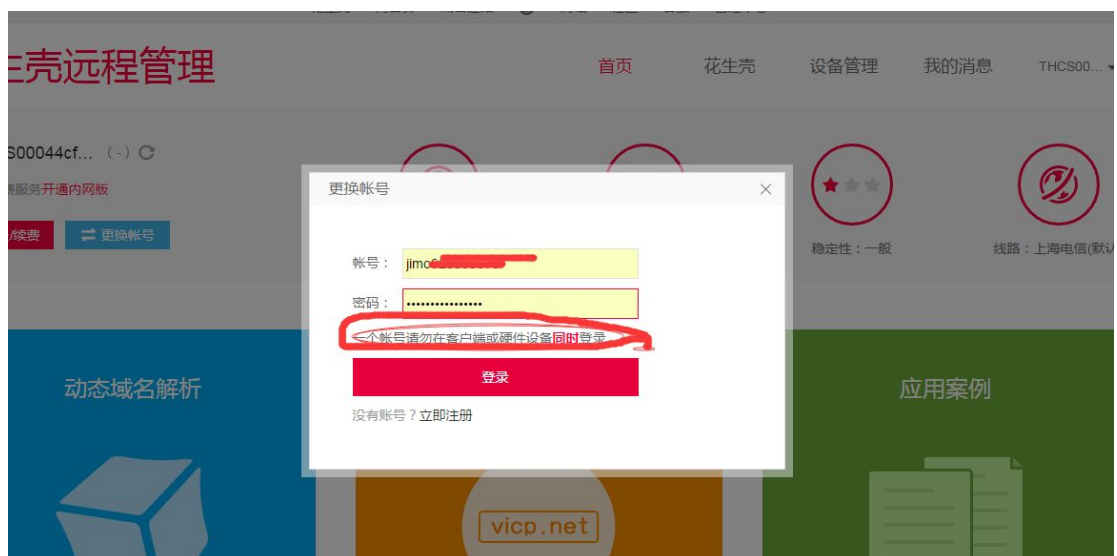 生壳远程管理
首页
花生壳
设备管理
我的消息
THCS00...
S00044cf... (-)
服务开通内网版
/续费
更换帐号
更换帐号
帐号：
jimo
密码：
一个帐号请勿在客户端或硬件设备同时登录
登录
没有账号？立即注册
稳定性：一般
线路：上海电信(默认
动态域名解析
应用案例
vicp.net